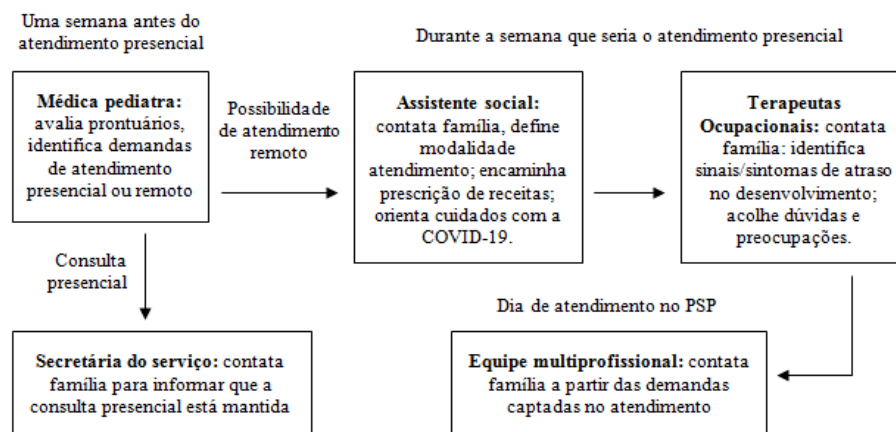 Uma semana antes do
atendimento presencial
Durante a semana que seria o atendimento presencial
Médica pediatra:
avalia prontuários,
identifica demandas
de atendimento
presencial ou remoto
Possibilidade
de atendimento
remoto
Assistente social:
contata família, define
modalidade
atendimento; encaminha
prescrição de receitas;
orienta cuidados com a
COVID-19.
Terapeutas
Ocupacionais: contata
família: identifica
sinais/sintomas de atraso
no desenvolvimento;
acolhe dúvidas e
preocupações.
Consulta
presencial
Dia de atendimento no PSP
Secretária do serviço: contata
família para informar que a
consulta presencial está mantida
Equipe multiprofissional: contata
família a partir das demandas
captadas no atendimento